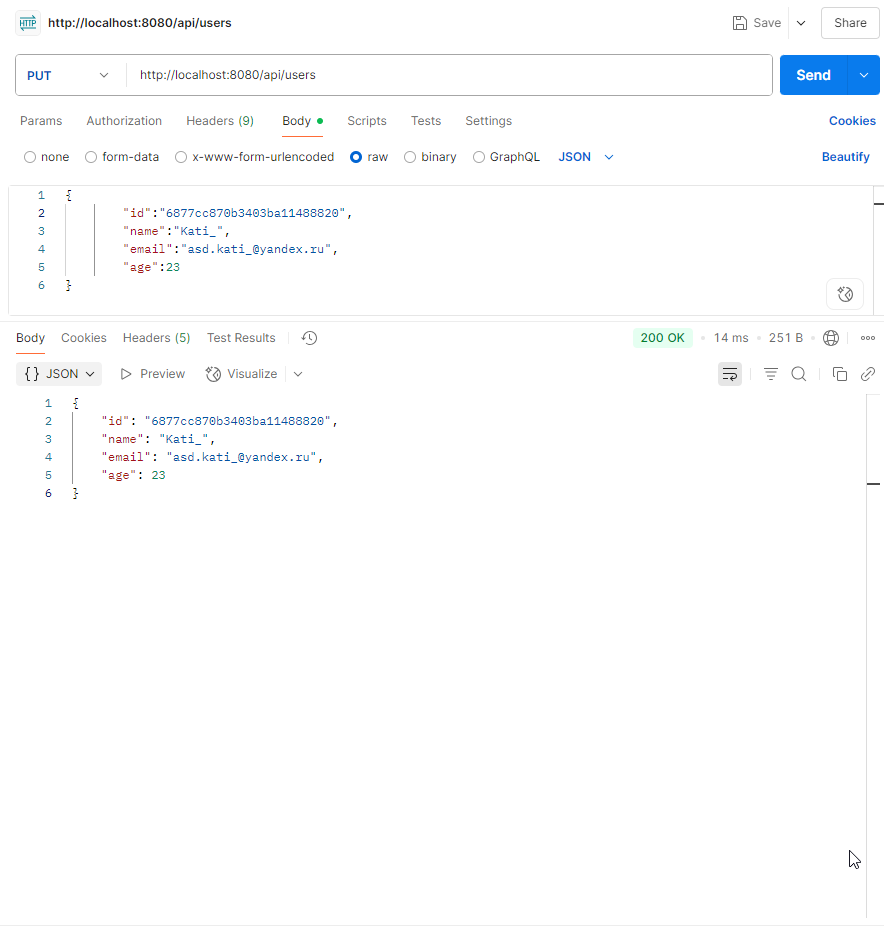 HTTP http://localhost:8080/api/users Save Share
PUT http://localhost:8080/api/users Send
Params Authorization Headers (9) Body Scripts Tests Settings Cookies
none form-data x-www-form-urlencoded raw binary GraphQL JSON Beautify
1 {
2 "id":"6877cc870b3403ba11488820",
3 "name":"Kati_",
4 "email":"asd.kati_@yandex.ru",
5 "age":23
6 }
Body Cookies Headers (5) Test Results 200 OK 14 ms 251 B
{} JSON Preview Visualize
1 {
2 "id": "6877cc870b3403ba11488820",
3 "name": "Kati_",
4 "email": "asd.kati_@yandex.ru",
5 "age": 23
6 }